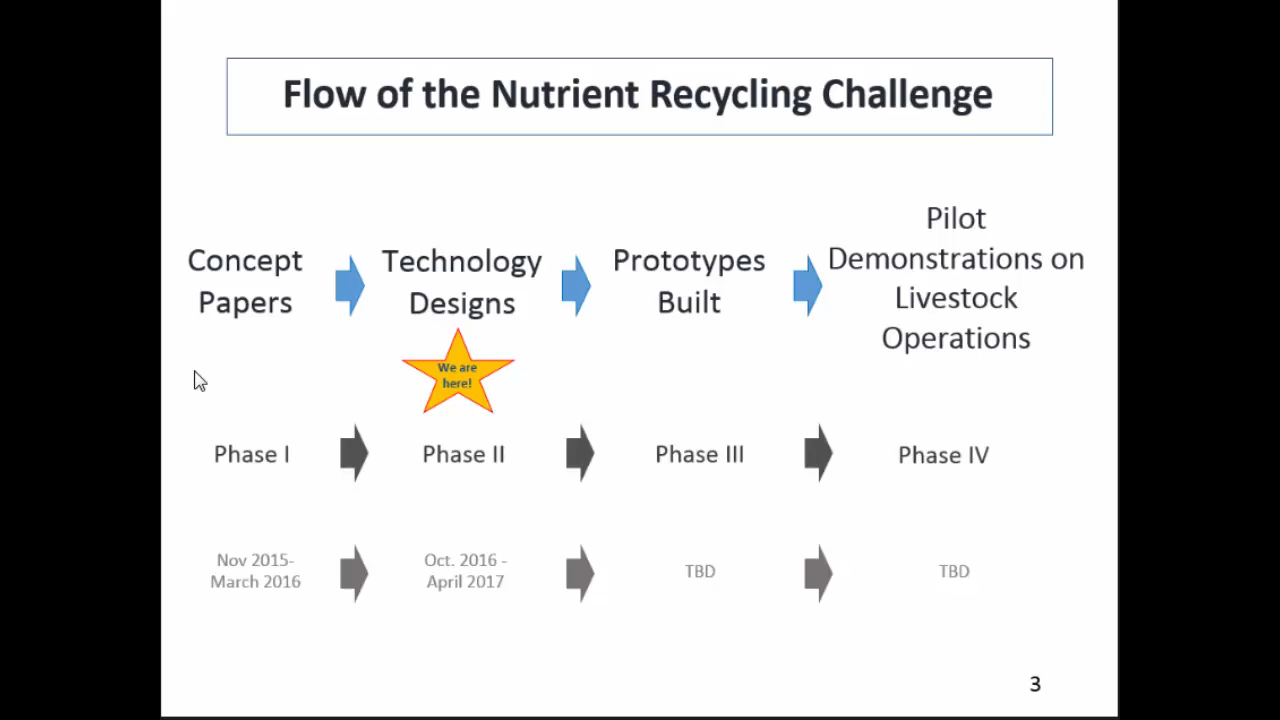 Flow of the Nutrient Recycling Challenge
Concept
Papers
Technology
Designs
Prototypes
Built
Pilot
Demonstrations on
Livestock
Operations
We are
here!
Phase I
Phase II
Phase III
Phase IV
Nov 2015-
March 2016
Oct. 2016 -
April 2017
TBD
TBD
3